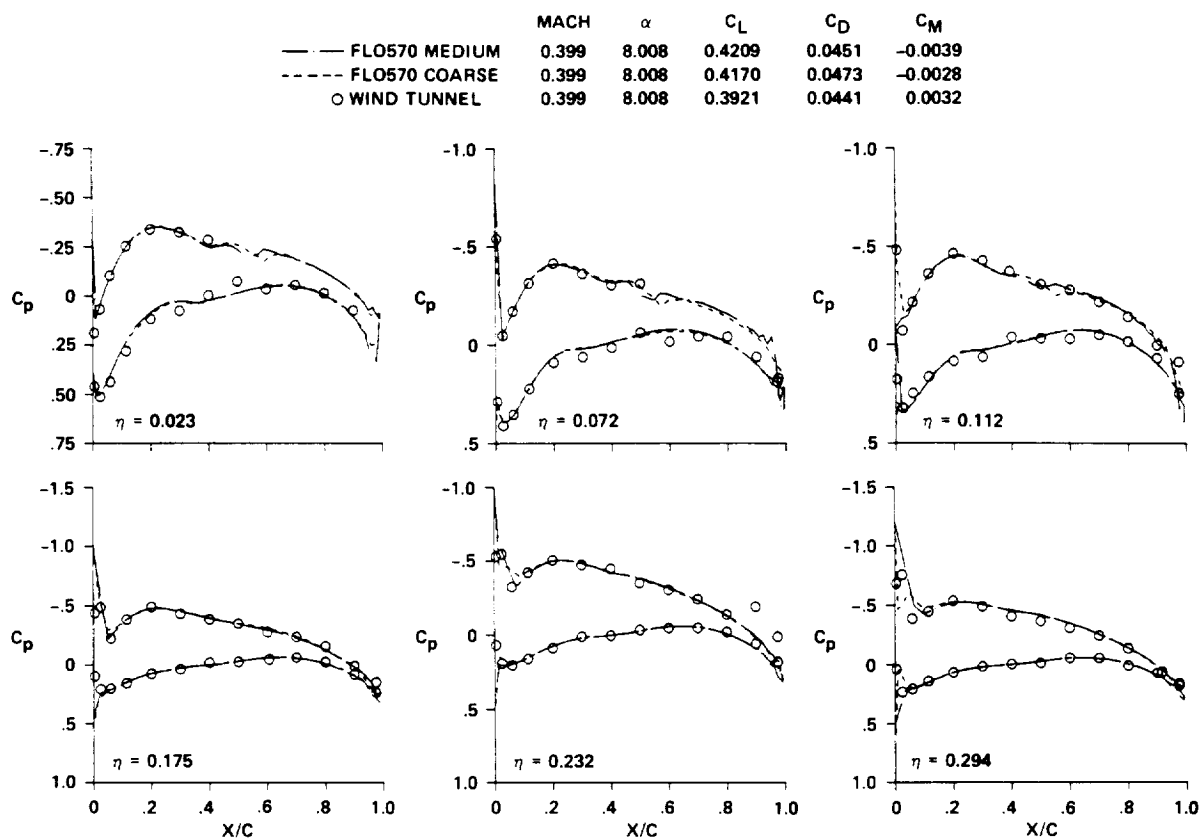 MACH α C_L C_D C_M
FLO570 MEDIUM 0.399 8.008 0.4209 0.0451 −0.0039
FLO570 COARSE 0.399 8.008 0.4170 0.0473 −0.0028
WIND TUNNEL 0.399 8.008 0.3921 0.0441 0.0032
−.75 −1.0 −1.0
−.50
−.25 −.5 −.5
C_p 0 C_p 0 C_p 0
.25
.50
.75 .5 .5
η = 0.023 η = 0.072 η = 0.112
−1.5 −1.0 −1.5
−1.0 −1.0
−.5 −.5 −.5
C_p 0 C_p 0 C_p 0
.5 .5 .5
1.0 1.0 1.0
η = 0.175 η = 0.232 η = 0.294
0 .2 .4 .6 .8 1.0 0 .2 .4 .6 .8 1.0 0 .2 .4 .6 .8 1.0
X/C X/C X/C